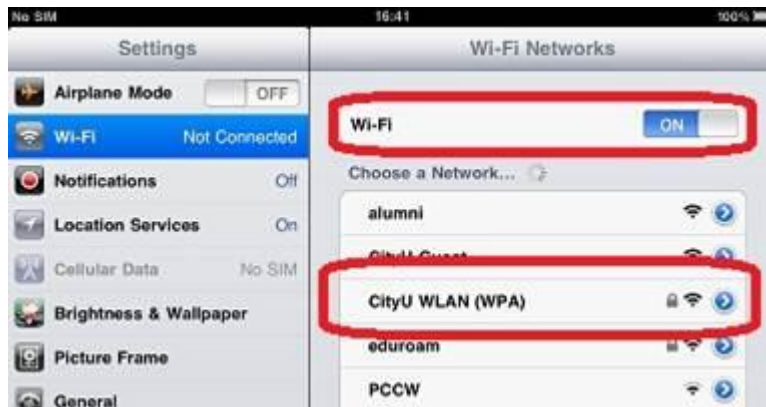 No SIM 16:41 100%
Settings
Wi-Fi Networks
Airplane Mode OFF
Wi-Fi Not Connected
Notifications Off
Location Services On
Cellular Data No SIM
Brightness & Wallpaper
Picture Frame
General
Wi-Fi ON
Choose a Network...
alumni
CityU Guest
CityU WLAN (WPA)
eduroam
PCCW